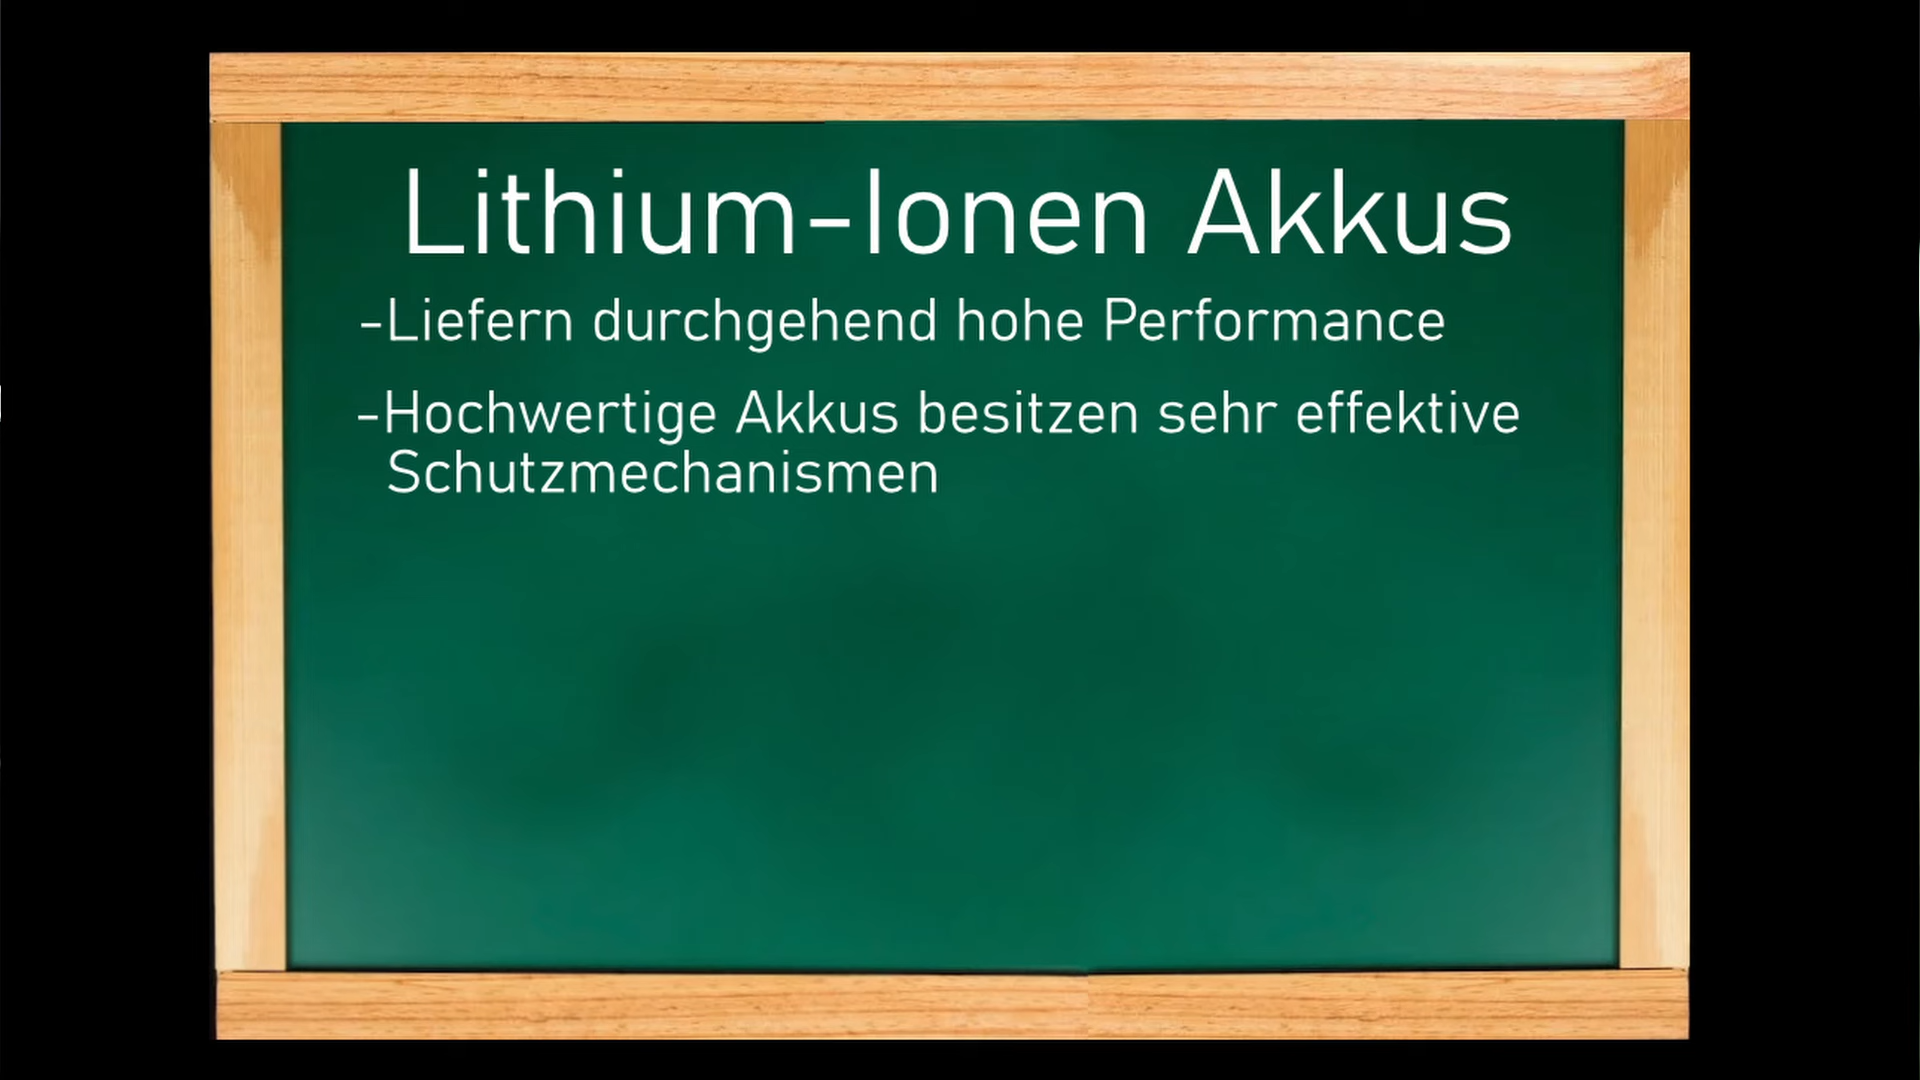 Lithium-Ionen Akkus
-Liefern durchgehend hohe Performance
-Hochwertige Akkus besitzen sehr effektive
Schutzmechanismen